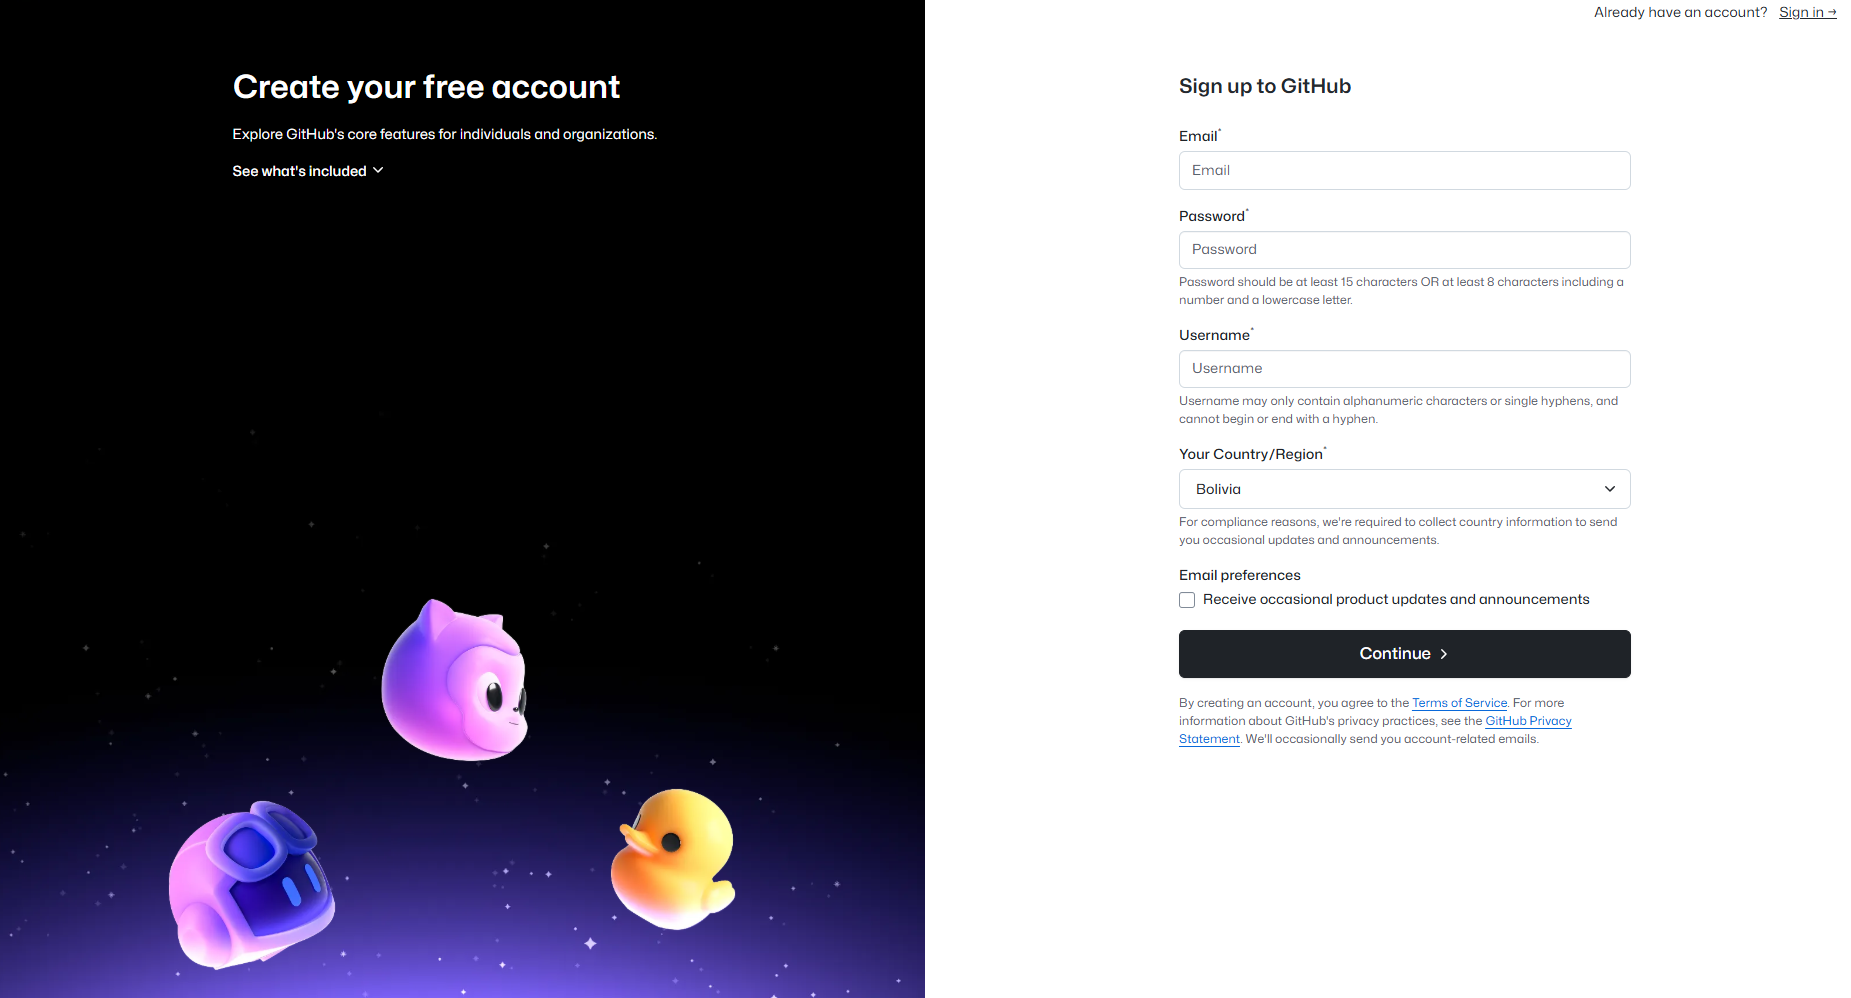 Already have an account? Sign in →
Create your free account
Explore GitHub's core features for individuals and organizations.
See what's included
Sign up to GitHub
Email*
Email
Password*
Password
Password should be at least 15 characters OR at least 8 characters including a
number and a lowercase letter.
Username*
Username
Username may only contain alphanumeric characters or single hyphens, and
cannot begin or end with a hyphen.
Your Country/Region*
Bolivia
For compliance reasons, we're required to collect country information to send
you occasional updates and announcements.
Email preferences
Receive occasional product updates and announcements
Continue
By creating an account, you agree to the Terms of Service. For more
information about GitHub's privacy practices, see the GitHub Privacy
Statement. We'll occasionally send you account-related emails.